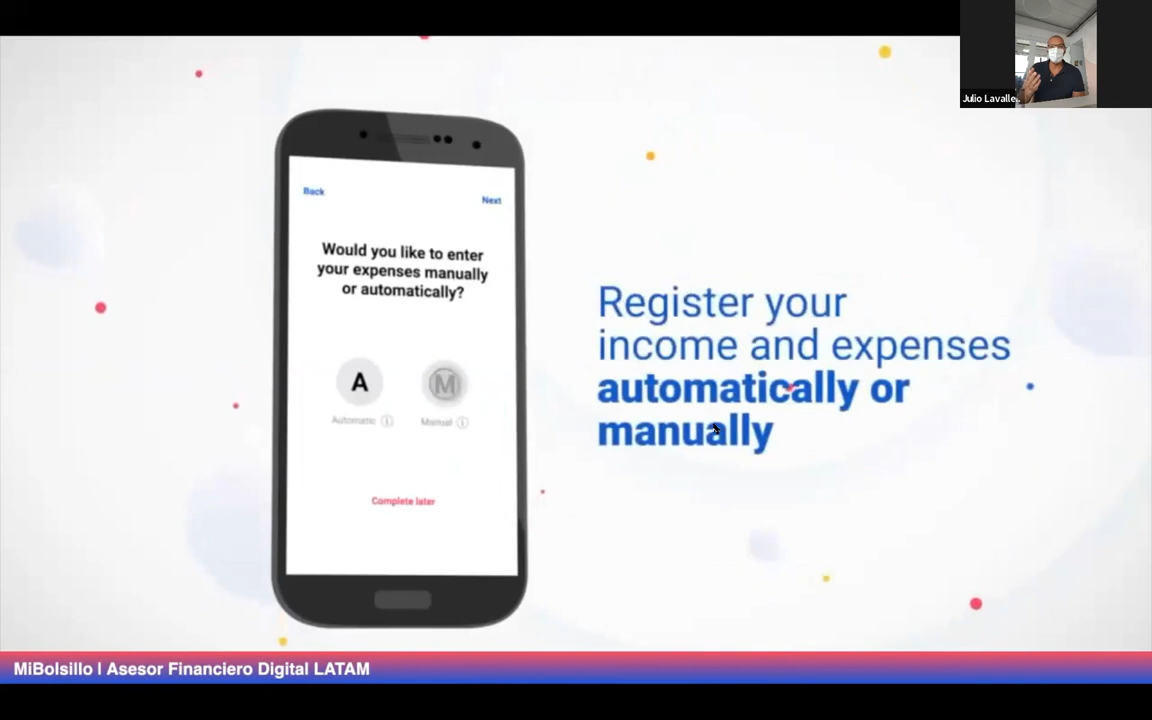 Julio Lavalle...
Back
Next
Would you like to enter
your expenses manually
or automatically?
A
M
Automatic
Manual
Complete later
Register your
income and expenses
automatically or
manually
MiBolsillo | Asesor Financiero Digital LATAM